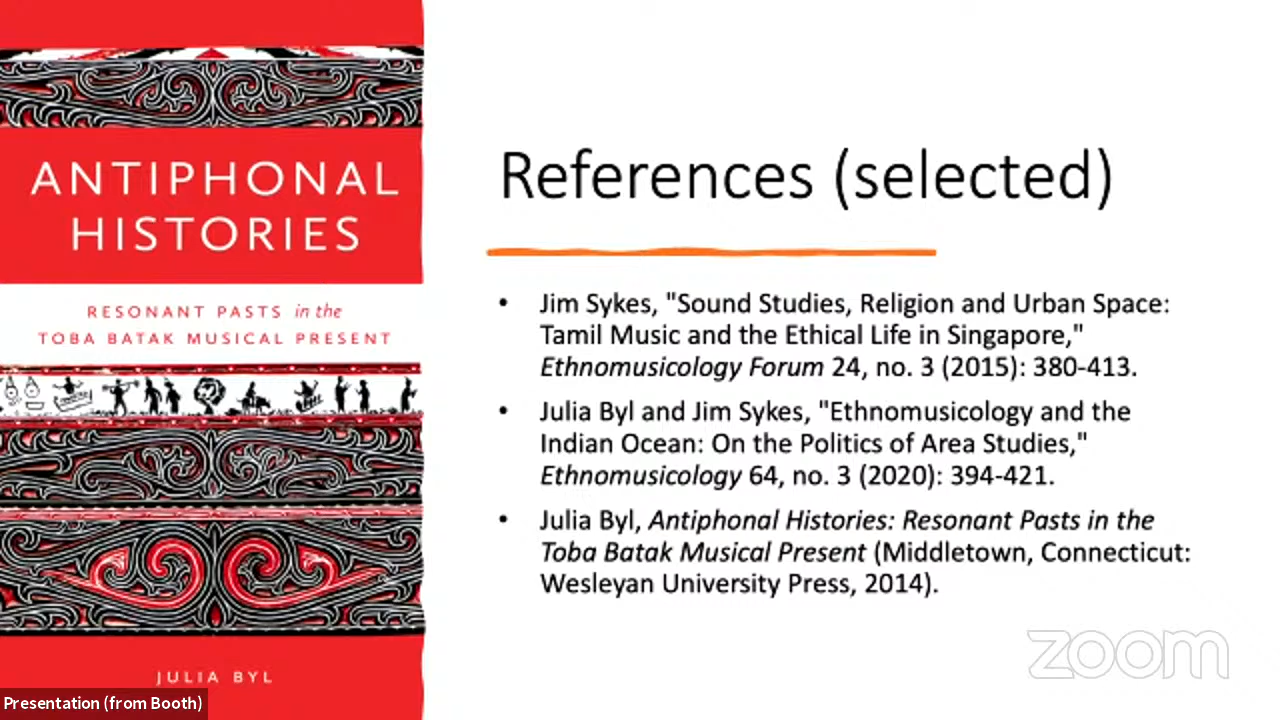 ANTIPHONAL
HISTORIES
RESONANT PASTS in the
TOBA BATAK MUSICAL PRESENT
JULIA BYL
Presentation (from Booth)
References (selected)
• Jim Sykes, "Sound Studies, Religion and Urban Space:
Tamil Music and the Ethical Life in Singapore,"
Ethnomusicology Forum 24, no. 3 (2015): 380-413.
• Julia Byl and Jim Sykes, "Ethnomusicology and the
Indian Ocean: On the Politics of Area Studies,"
Ethnomusicology 64, no. 3 (2020): 394-421.
• Julia Byl, Antiphonal Histories: Resonant Pasts in the
Toba Batak Musical Present (Middletown, Connecticut:
Wesleyan University Press, 2014).
zoom